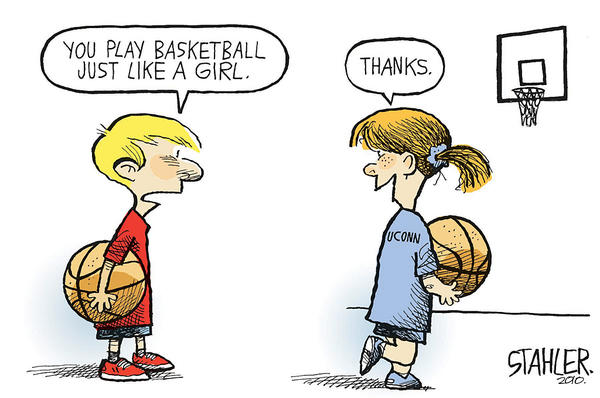 YOU PLAY BASKETBALL
JUST LIKE A GIRL.
THANKS.
UCONN
STAHLER.
2010.